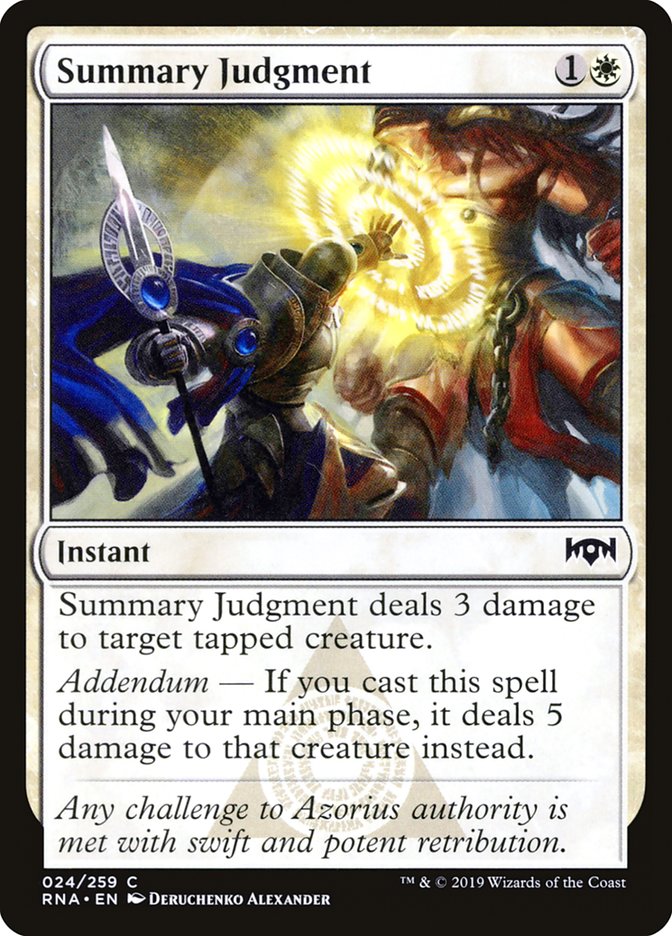 Summary Judgment 1
Instant
Summary Judgment deals 3 damage
to target tapped creature.
Addendum — If you cast this spell
during your main phase, it deals 5
damage to that creature instead.
Any challenge to Azorius authority is
met with swift and potent retribution.
024/259 C
RNA • EN Deruchenko Alexander
™ & © 2019 Wizards of the Coast